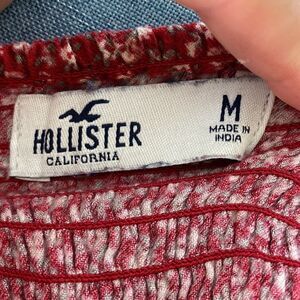 HOLLISTER
CALIFORNIA
M
MADE IN
INDIA